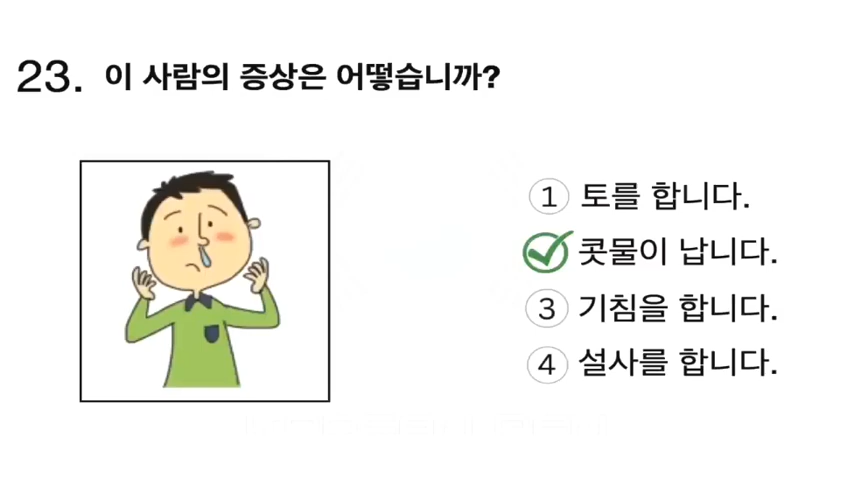 23. 이 사람의 증상은 어떻습니까?
① 토를 합니다.
콧물이 납니다.
③ 기침을 합니다.
④ 설사를 합니다.